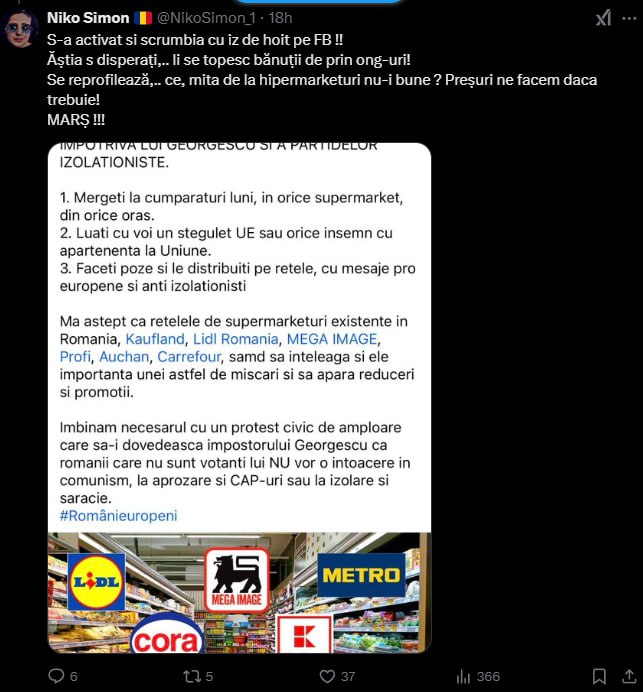 Niko Simon 🇷🇴 @NikoSimon_1 · 18h
S-a activat si scrumbia cu iz de hoit pe FB !!
Ăștia s disperați,.. li se topesc bănuții de prin ong-uri!
Se reprofilează,.. ce, mita de la hipermarketuri nu-i bune ? Preșuri ne facem daca
trebuie!
MARȘ !!!
IMPOTRIVA LUI GEORGESCU SI A PARTIDELOR
IZOLATIONISTE.
1. Mergeti la cumparaturi luni, in orice supermarket,
din orice oras.
2. Luati cu voi un stegulet UE sau orice insemn cu
apartenenta la Uniune.
3. Faceti poze si le distribuiti pe retele, cu mesaje pro
europene si anti izolationisti
Ma astept ca retelele de supermarketuri existente in
Romania, Kaufland, Lidl Romania, MEGA IMAGE,
Profi, Auchan, Carrefour, samd sa inteleaga si ele
importanta unei astfel de miscari si sa apara reduceri
si promotii.
Imbinam necesarul cu un protest civic de amploare
care sa-i dovedeasca impostorului Georgescu ca
romanii care nu sunt votanti lui NU vor o intoacere in
comunism, la aprozare si CAP-uri sau la izolare si
saracie.
#Românieuropeni
LIDL
MEGA IMAGE
METRO
cora
K
6
5
37
366